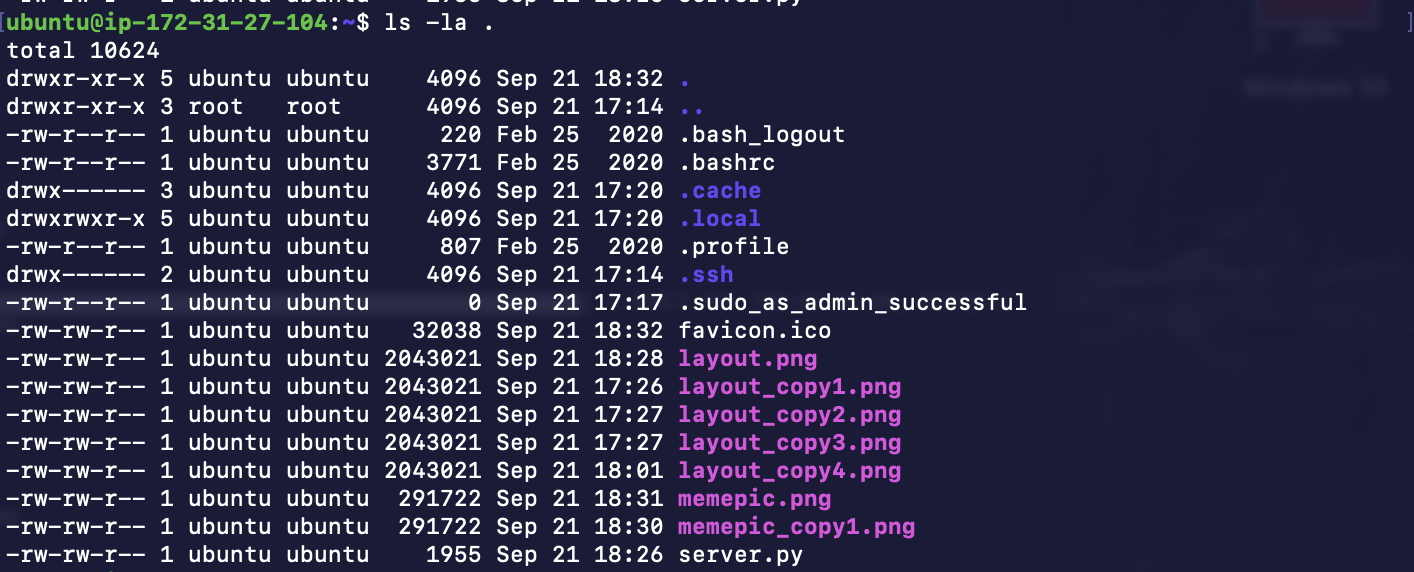 [ubuntu@ip-172-31-27-104:~$ ls -la . ]
total 10624
drwxr-xr-x 5 ubuntu ubuntu    4096 Sep 21 18:32 .
drwxr-xr-x 3 root   root      4096 Sep 21 17:14 ..
-rw-r--r-- 1 ubuntu ubuntu     220 Feb 25  2020 .bash_logout
-rw-r--r-- 1 ubuntu ubuntu    3771 Feb 25  2020 .bashrc
drwx------ 3 ubuntu ubuntu    4096 Sep 21 17:20 .cache
drwxrwxr-x 5 ubuntu ubuntu    4096 Sep 21 17:20 .local
-rw-r--r-- 1 ubuntu ubuntu     807 Feb 25  2020 .profile
drwx------ 2 ubuntu ubuntu    4096 Sep 21 17:14 .ssh
-rw-r--r-- 1 ubuntu ubuntu       0 Sep 21 17:17 .sudo_as_admin_successful
-rw-rw-r-- 1 ubuntu ubuntu   32038 Sep 21 18:32 favicon.ico
-rw-rw-r-- 1 ubuntu ubuntu 2043021 Sep 21 18:28 layout.png
-rw-rw-r-- 1 ubuntu ubuntu 2043021 Sep 21 17:26 layout_copy1.png
-rw-rw-r-- 1 ubuntu ubuntu 2043021 Sep 21 17:27 layout_copy2.png
-rw-rw-r-- 1 ubuntu ubuntu 2043021 Sep 21 17:27 layout_copy3.png
-rw-rw-r-- 1 ubuntu ubuntu 2043021 Sep 21 18:01 layout_copy4.png
-rw-rw-r-- 1 ubuntu ubuntu  291722 Sep 21 18:31 memepic.png
-rw-rw-r-- 1 ubuntu ubuntu  291722 Sep 21 18:30 memepic_copy1.png
-rw-rw-r-- 1 ubuntu ubuntu    1955 Sep 21 18:26 server.py
Windows 10